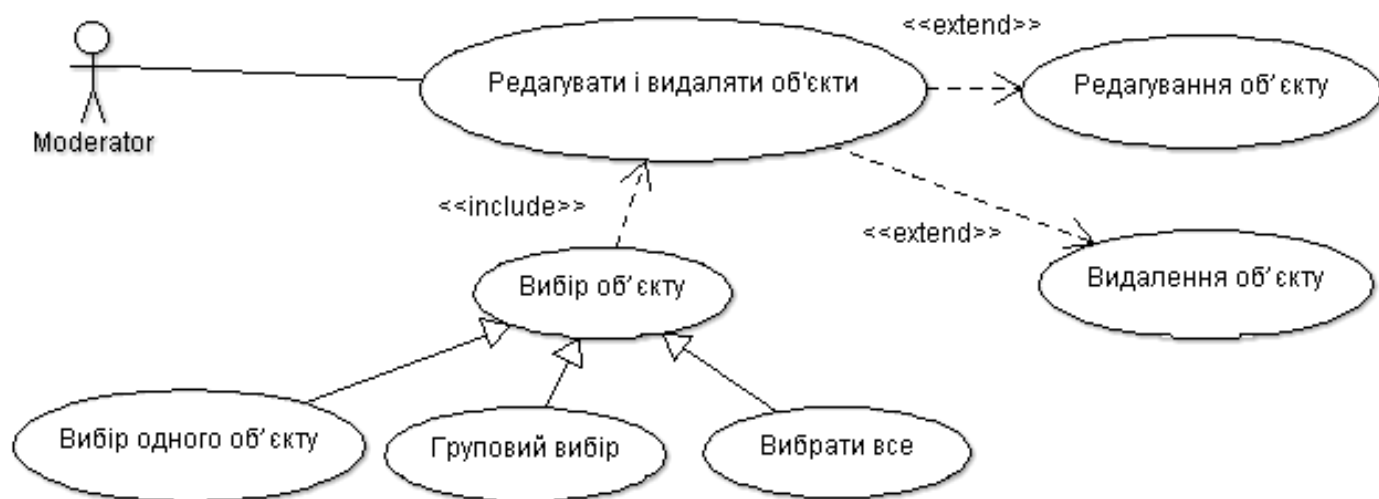 <<extend>>
Редагувати і видаляти об'єкти
Редагування об'єкту
Moderator
<<include>>
<<extend>>
Вибір об'єкту
Видалення об'єкту
Вибір одного об'єкту
Груповий вибір
Вибрати все